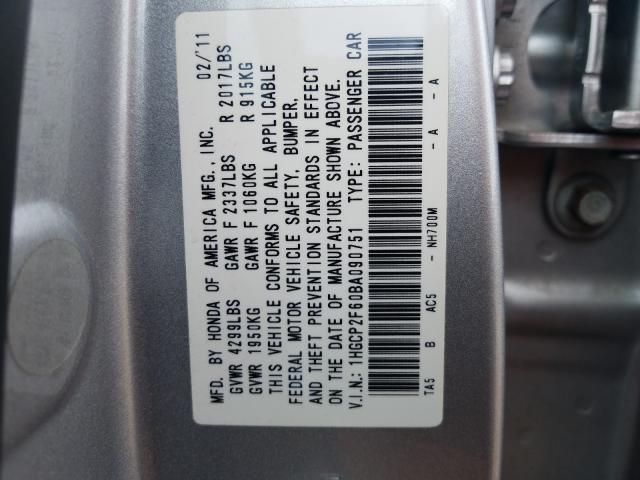 MFD. BY HONDA OF AMERICA MFG., INC. 02/'11
GVWR 4299LBS GAWR F 2337LBS R 2017LBS
GVWR 1950KG GAWR F 1060KG R 915KG
THIS VEHICLE CONFORMS TO ALL APPLICABLE
FEDERAL MOTOR VEHICLE SAFETY, BUMPER,
AND THEFT PREVENTION STANDARDS IN EFFECT
ON THE DATE OF MANUFACTURE SHOWN ABOVE.
V.I.N.: 1HGCP2F60BA090751 TYPE: PASSENGER CAR
TA5 B AC5 - NH700M - A - A